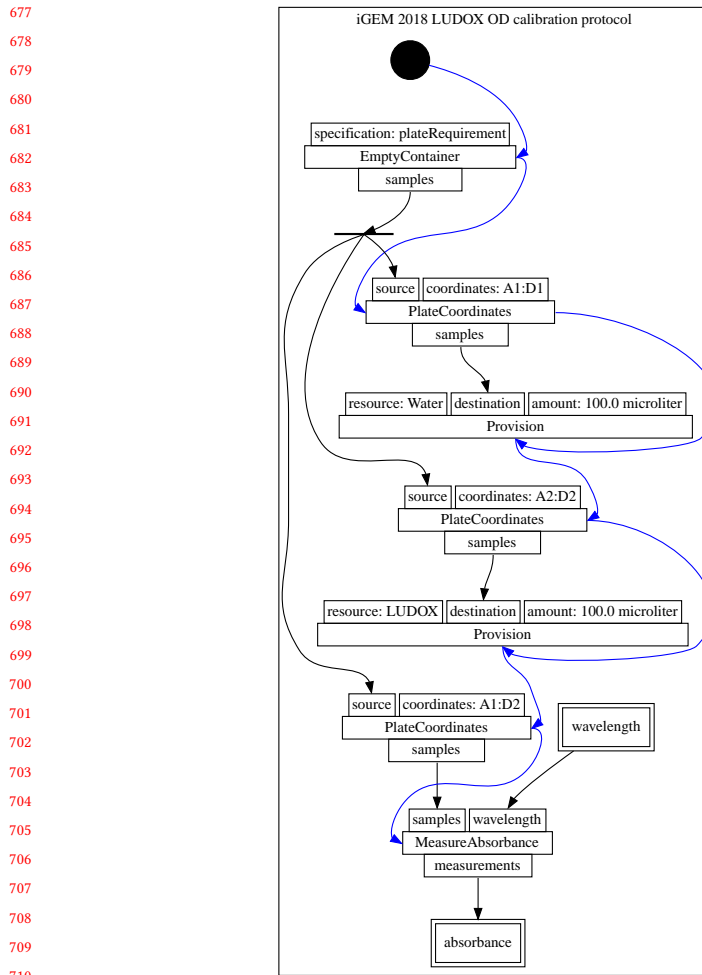 677
iGEM 2018 LUDOX OD calibration protocol
678
679
680
681
specification: plateRequirement
682
EmptyContainer
683
samples
684
685
686
source coordinates: A1:D1
687
PlateCoordinates
688
samples
689
690
resource: Water destination amount: 100.0 microliter
691
Provision
692
693
source coordinates: A2:D2
694
PlateCoordinates
695
samples
696
697
resource: LUDOX destination amount: 100.0 microliter
698
Provision
699
700
source coordinates: A1:D2
701
wavelength
PlateCoordinates
702
samples
703
704
samples wavelength
705
MeasureAbsorbance
706
measurements
707
708
absorbance
709